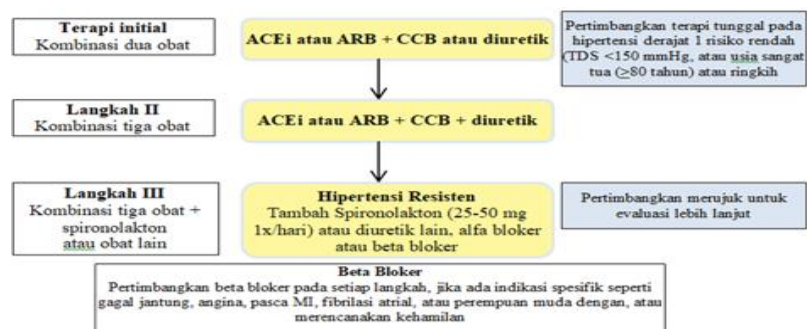 Terapi initial
Kombinasi dua obat
ACEi atau ARB + CCB atau diuretik
Pertimbangkan terapi tunggal pada
hipertensi derajat 1 risiko rendah
(TDS <150 mmHg, atau usia sangat
tua (≥80 tahun) atau ringkih
Langkah II
Kombinasi tiga obat
ACEi atau ARB + CCB + diuretik
Langkah III
Kombinasi tiga obat +
spironolakton
atau obat lain
Hipertensi Resisten
Tambah Spironolakton (25-50 mg
1x/hari) atau diuretik lain, alfa bloker
atau beta bloker
Pertimbangkan merujuk untuk
evaluasi lebih lanjut
Beta Bloker
Pertimbangkan beta bloker pada setiap langkah, jika ada indikasi spesifik seperti
gagal jantung, angina, pasca MI, fibrilasi atrial, atau perempuan muda dengan, atau
merencanakan kehamilan